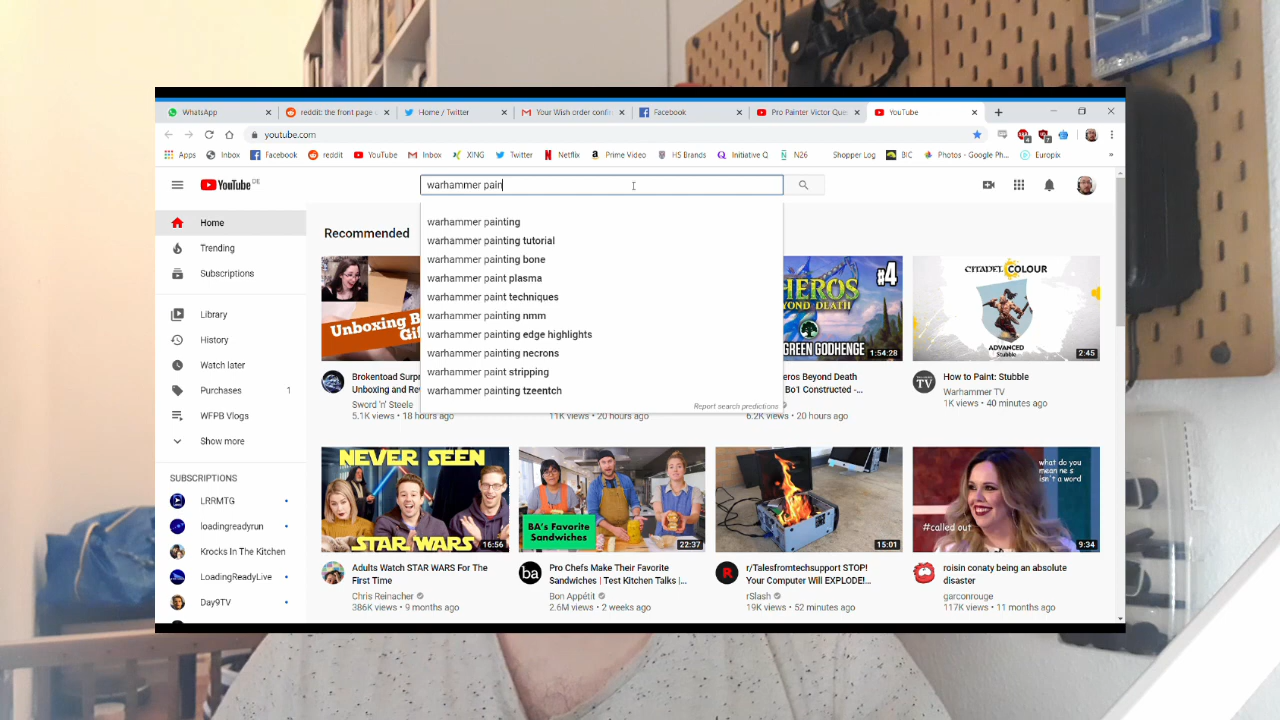 WhatsApp
reddit: the front page o
Home / Twitter
Your Wish order confir
Facebook
Pro Painter Victor Ques
YouTube
youtube.com
Apps
Inbox
Facebook
reddit
YouTube
Inbox
XING
Twitter
Netflix
Prime Video
HS Brands
Initiative Q
N26
Shopper Log
BIC
Photos - Google Ph...
Europix
YouTube DE
warhammer pain
Home
Trending
Subscriptions
Library
History
Watch later
Purchases 1
WFPB Vlogs
Show more
SUBSCRIPTIONS
LRRMTG
loadingreadyrun
Krocks In The Kitchen
LoadingReadyLive
Day9TV
warhammer painting
warhammer painting tutorial
warhammer painting bone
warhammer paint plasma
warhammer paint techniques
warhammer painting nmm
warhammer painting edge highlights
warhammer painting necrons
warhammer paint stripping
warhammer painting tzeentch
Report search predictions
Recommended
Unboxing B
Gif
Brokentoad Surp
Unboxing and Re
Sword 'n' Steele
5.1K views • 18 hours ago
11K views • 20 hours ago
HEROS
YOND DEATH
#4
GREEN GODHENGE
1:54:28
eros Beyond Death
Bo1 Constructed -...
6.2K views • 20 hours ago
CITADEL COLOUR
ADVANCED
Stubble
2:45
How to Paint: Stubble
Warhammer TV
1K views • 40 minutes ago
NEVER SEEN
STAR WARS
16:56
Adults Watch STAR WARS For The
First Time
Chris Reinacher
386K views • 9 months ago
BA's Favorite
Sandwiches
22:37
ba
Pro Chefs Make Their Favorite
Sandwiches | Test Kitchen Talks |...
Bon Appétit
2.6M views • 2 weeks ago
15:01
R
r/Talesfromtechsupport STOP!
Your Computer Will EXPLODE!...
rSlash
19K views • 52 minutes ago
what do you
mean ne s
isn't a word
#called out
9:34
roisin conaty being an absolute
disaster
garconrouge
117K views • 11 months ago